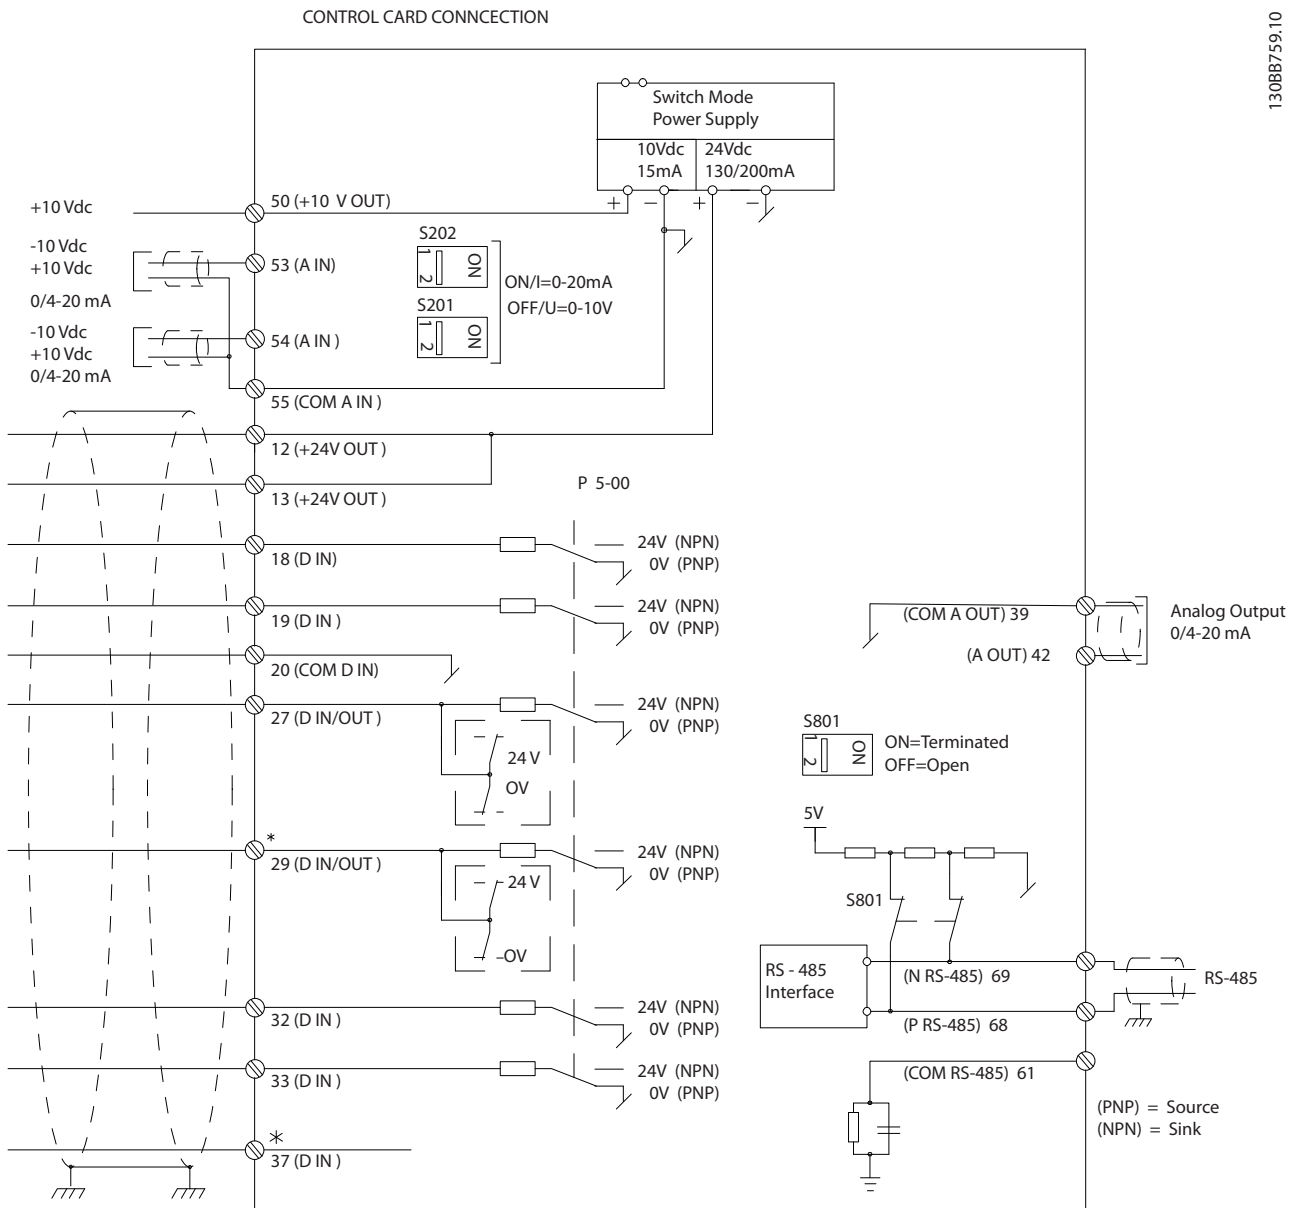 CONTROL CARD CONNCECTION
130BB759.10
Switch Mode
Power Supply
10Vdc
15mA
24Vdc
130/200mA
+ − + −
+10 Vdc
50 (+10 V OUT)
-10 Vdc
+10 Vdc
0/4-20 mA
53 (A IN)
S202
1
2
ON
ON/I=0-20mA
OFF/U=0-10V
S201
1
2
ON
-10 Vdc
+10 Vdc
0/4-20 mA
54 (A IN )
55 (COM A IN )
12 (+24V OUT )
13 (+24V OUT )
P 5-00
18 (D IN)
24V (NPN)
0V (PNP)
19 (D IN )
24V (NPN)
0V (PNP)
20 (COM D IN)
27 (D IN/OUT )
24V (NPN)
0V (PNP)
24 V
OV
*
29 (D IN/OUT )
24V (NPN)
0V (PNP)
24 V
OV
32 (D IN )
24V (NPN)
0V (PNP)
33 (D IN )
24V (NPN)
0V (PNP)
*
37 (D IN )
(COM A OUT) 39
(A OUT) 42
Analog Output
0/4-20 mA
S801
1
2
ON
ON=Terminated
OFF=Open
5V
S801
RS - 485
Interface
(N RS-485) 69
RS-485
(P RS-485) 68
(COM RS-485) 61
(PNP) = Source
(NPN) = Sink